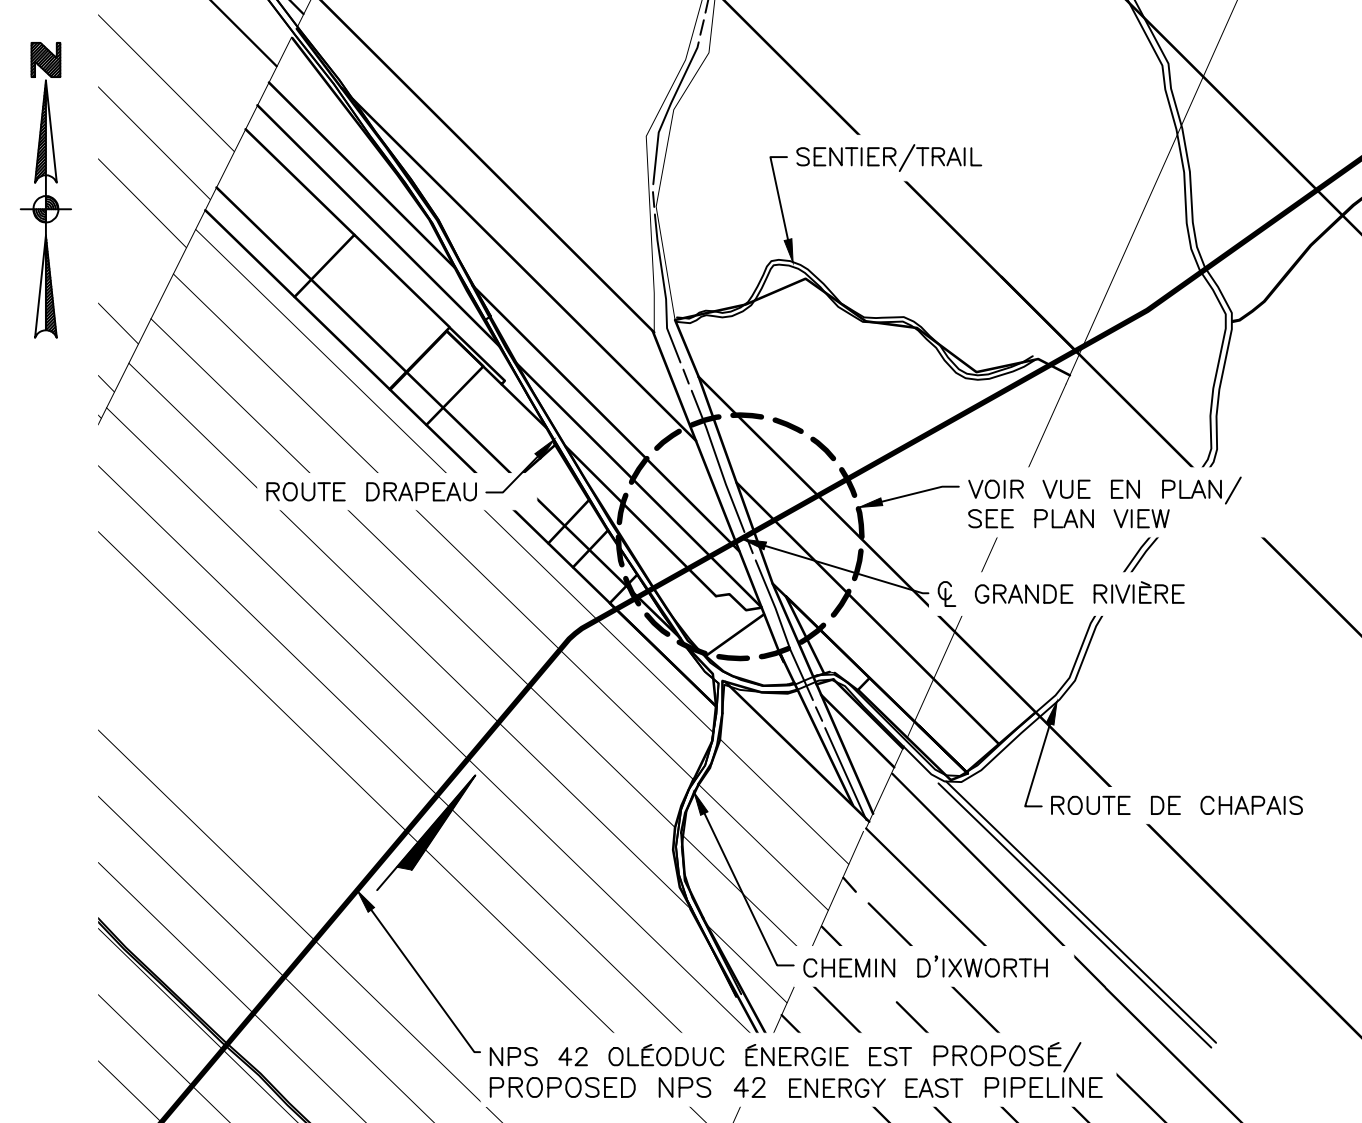 N
SENTIER/TRAIL
ROUTE DRAPEAU
VOIR VUE EN PLAN/
SEE PLAN VIEW
℄ GRANDE RIVIÈRE
ROUTE DE CHAPAIS
CHEMIN D'IXWORTH
NPS 42 OLÉODUC ÉNERGIE EST PROPOSÉ/
PROPOSED NPS 42 ENERGY EAST PIPELINE